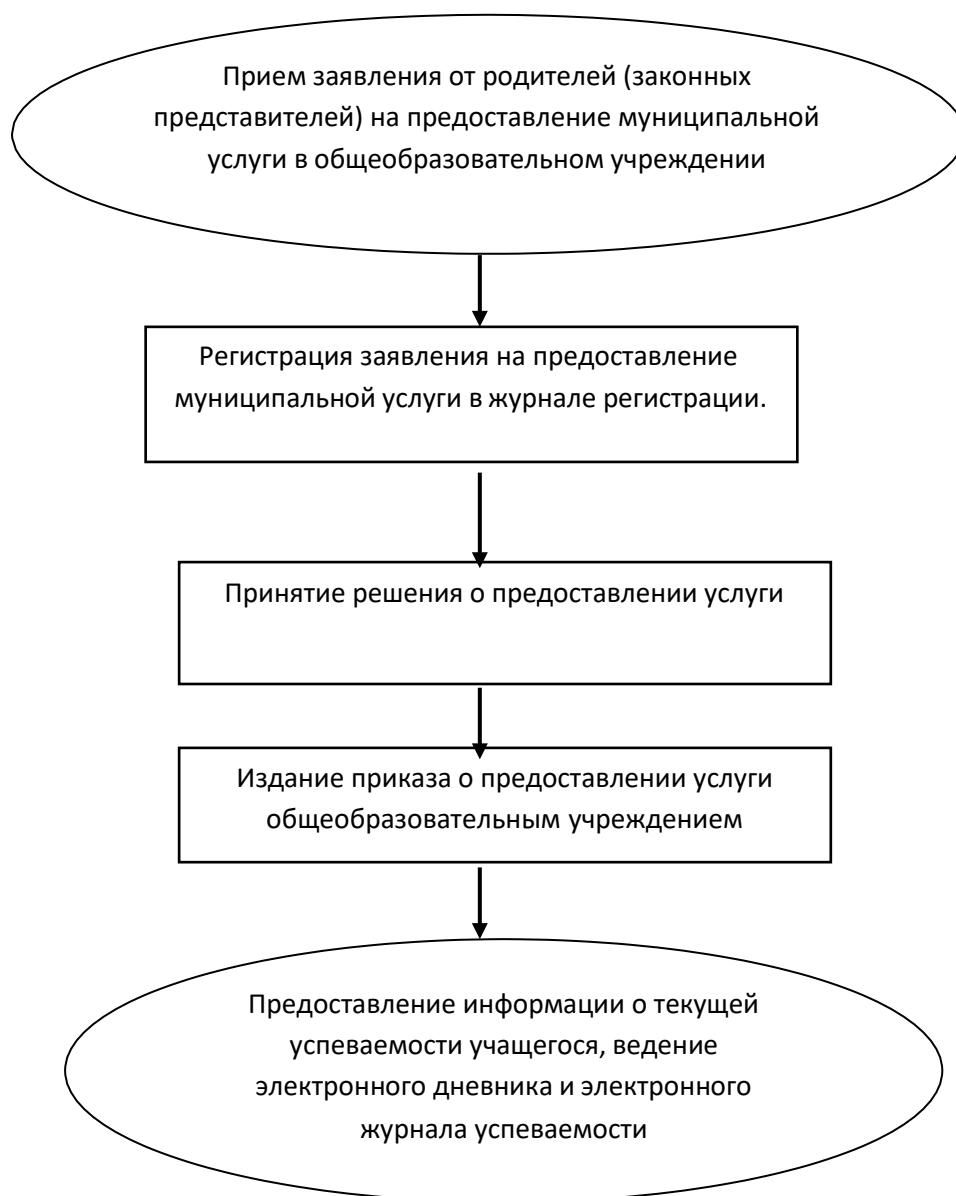 Прием заявления от родителей (законных
представителей) на предоставление муниципальной
услуги в общеобразовательном учреждении
Регистрация заявления на предоставление
муниципальной услуги в журнале регистрации.
Принятие решения о предоставлении услуги
Издание приказа о предоставлении услуги
общеобразовательным учреждением
Предоставление информации о текущей
успеваемости учащегося, ведение
электронного дневника и электронного
журнала успеваемости